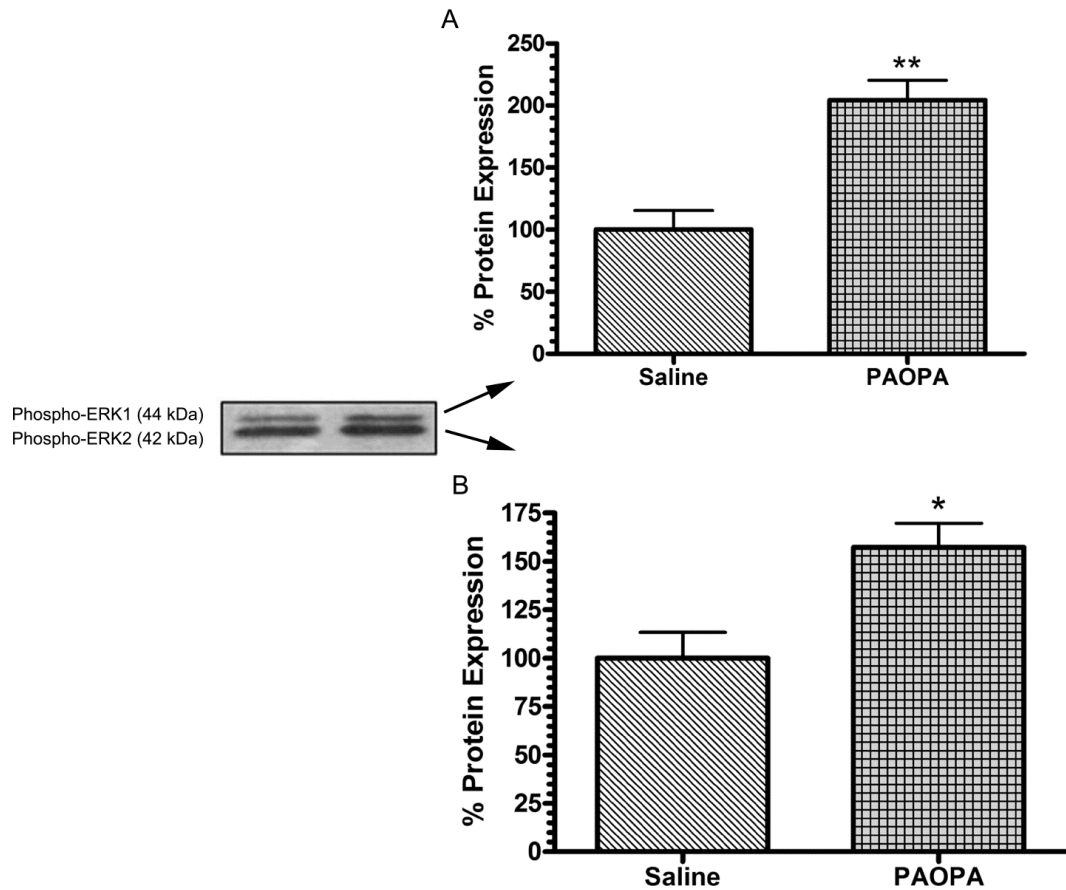 A
250
200
150
100
50
0
% Protein Expression
**
Saline PAOPA
Phospho-ERK1 (44 kDa)
Phospho-ERK2 (42 kDa)
B
175
150
125
100
75
50
25
0
% Protein Expression
*
Saline PAOPA